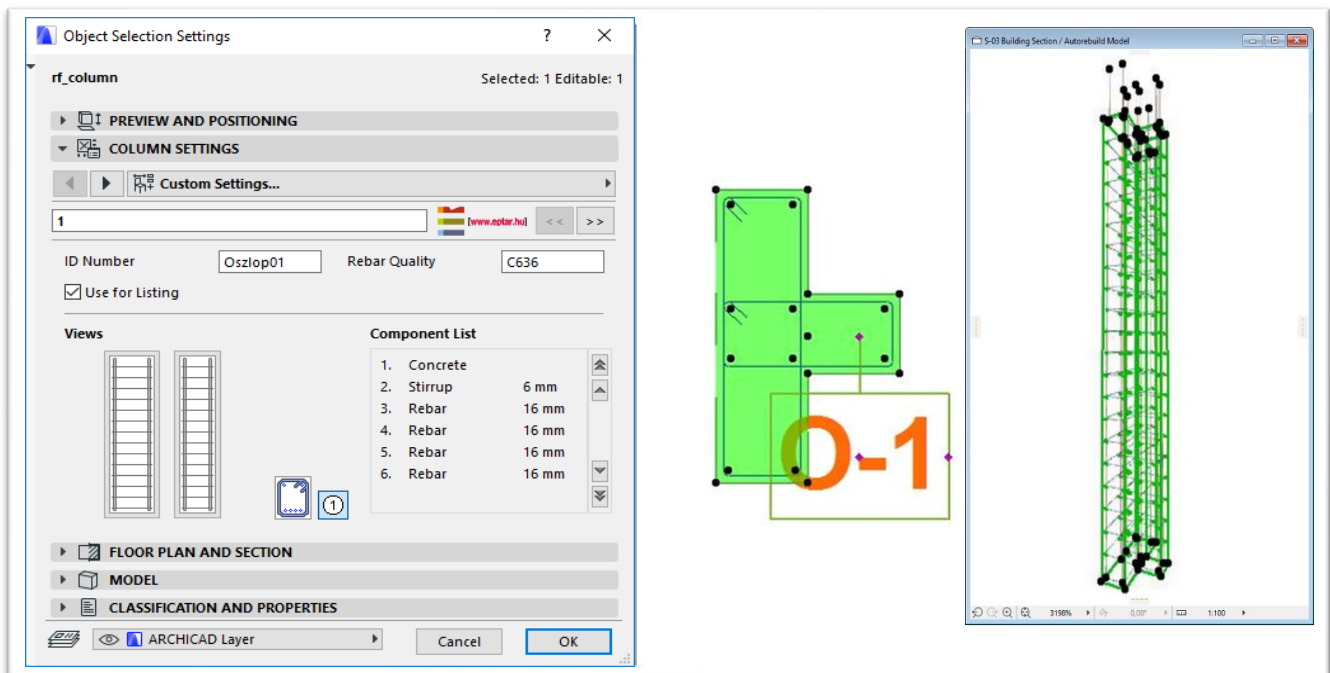 Object Selection Settings
?
rf_column
Selected: 1 Editable: 1
PREVIEW AND POSITIONING
COLUMN SETTINGS
Custom Settings...
1
[www.eptar.hu]
<<
>>
ID Number
Oszlop01
Rebar Quality
C636
Use for Listing
Views
Component List
1. Concrete
2. Stirrup 6 mm
3. Rebar 16 mm
4. Rebar 16 mm
5. Rebar 16 mm
6. Rebar 16 mm
1
FLOOR PLAN AND SECTION
MODEL
CLASSIFICATION AND PROPERTIES
ARCHICAD Layer
Cancel
OK
O-1
S-03 Building Section / Autorebuild Model
3198%
0,00°
1:100